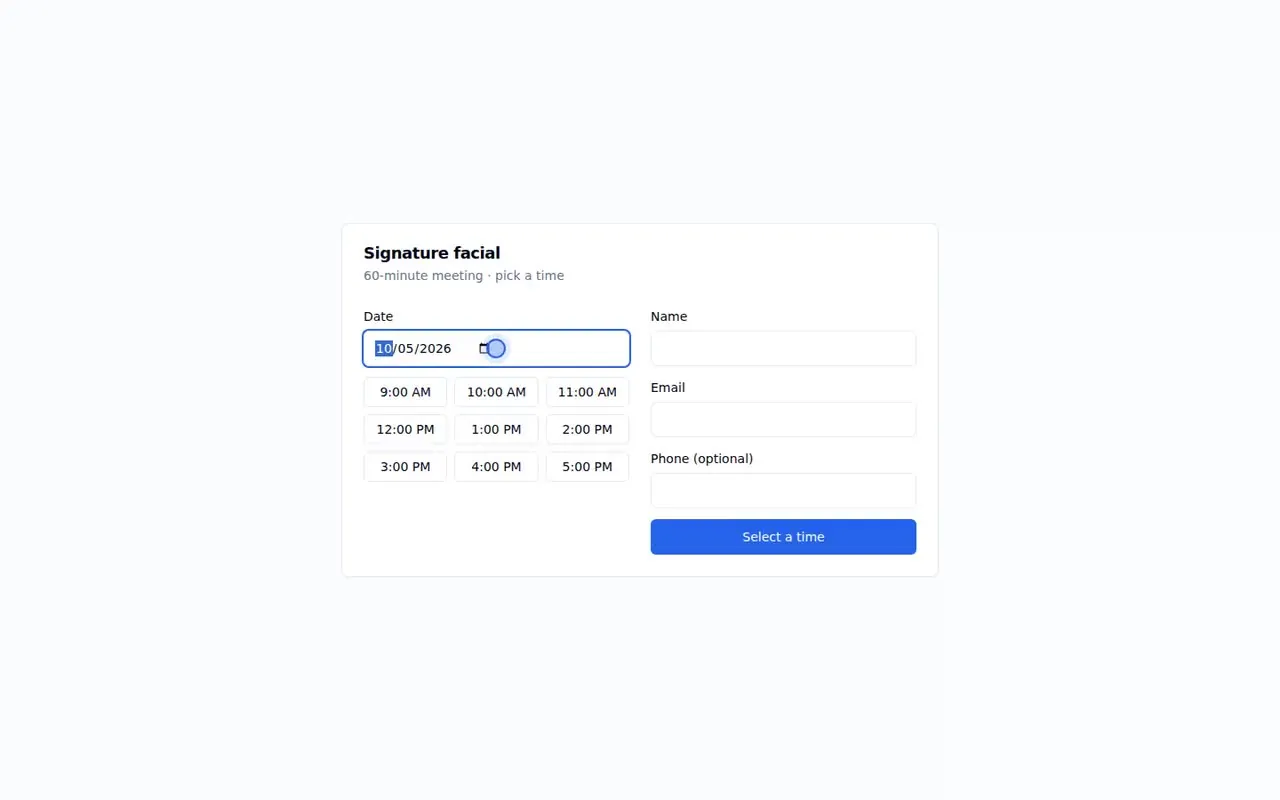 Signature facial
60-minute meeting · pick a time
Date
10/05/2026
9:00 AM 10:00 AM 11:00 AM
12:00 PM 1:00 PM 2:00 PM
3:00 PM 4:00 PM 5:00 PM
Name
Email
Phone (optional)
Select a time